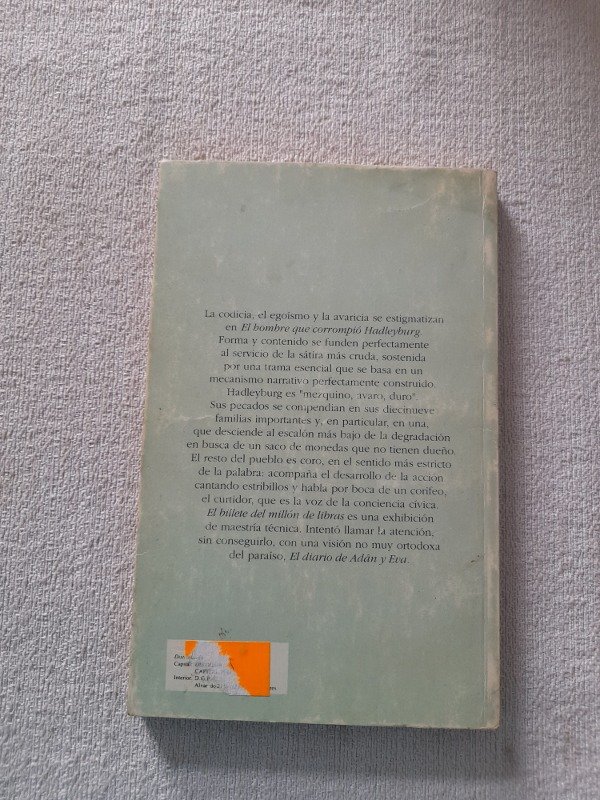 La codicia, el egoísmo y la avaricia se estigmatizan
en El hombre que corrompió Hadleyburg.
Forma y contenido se funden perfectamente
al servicio de la sátira más cruda, sostenida
por una trama esencial que se basa en un
mecanismo narrativo perfectamente construido.
Hadleyburg es "mezquino, avaro, duro".
Sus pecados se compendian en sus diecinueve
familias importantes y, en particular, en una,
que desciende al escalón más bajo de la degradación
en busca de un saco de monedas que no tienen dueño.
El resto del pueblo es coro, en el sentido más estricto
de la palabra: acompaña el desarrollo de la acción
cantando estribillos y habla por boca de un corifeo,
el curtidor, que es la voz de la conciencia cívica.
El billete del millón de libras es una exhibición
de maestría técnica. Intentó llamar la atención,
sin conseguirlo, con una visión no muy ortodoxa
del paraíso, El diario de Adán y Eva.
Capital
Interior: D.G.P.